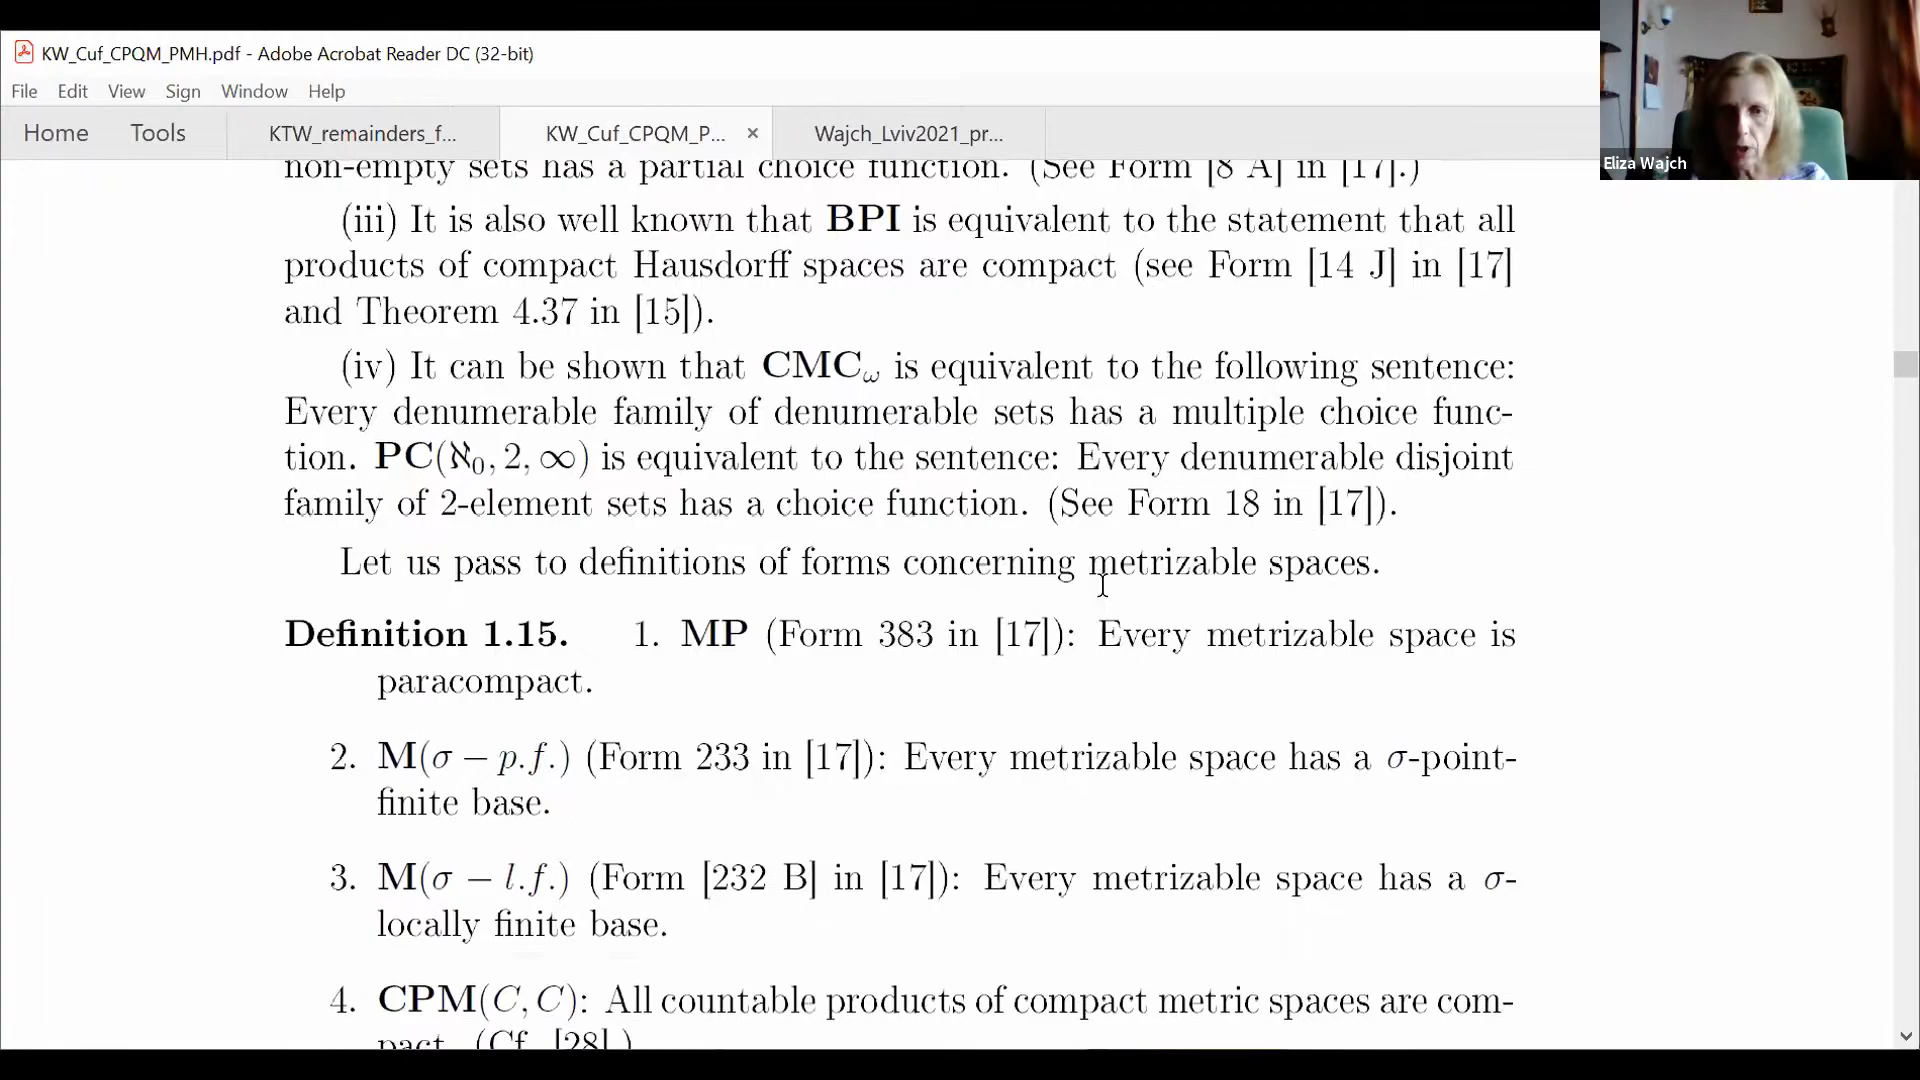 KW_Cuf_CPQM_PMH.pdf - Adobe Acrobat Reader DC (32-bit)
File Edit View Sign Window Help
Home Tools KTW_remainders_f... KW_Cuf_CPQM_P... × Wajch_Lviv2021_pr...
Eliza Wajch
non-empty sets has a partial choice function. (See Form [8 A] in [17].)
(iii) It is also well known that BPI is equivalent to the statement that all
products of compact Hausdorff spaces are compact (see Form [14 J] in [17]
and Theorem 4.37 in [15]).
(iv) It can be shown that CMC_ω is equivalent to the following sentence:
Every denumerable family of denumerable sets has a multiple choice func-
tion. PC(ℵ₀, 2, ∞) is equivalent to the sentence: Every denumerable disjoint
family of 2-element sets has a choice function. (See Form 18 in [17]).
Let us pass to definitions of forms concerning metrizable spaces.
Definition 1.15. 1. MP (Form 383 in [17]): Every metrizable space is
paracompact.
2. M(σ − p.f.) (Form 233 in [17]): Every metrizable space has a σ-point-
finite base.
3. M(σ − l.f.) (Form [232 B] in [17]): Every metrizable space has a σ-
locally finite base.
4. CPM(C, C): All countable products of compact metric spaces are com-
pact. (Cf. [28].)